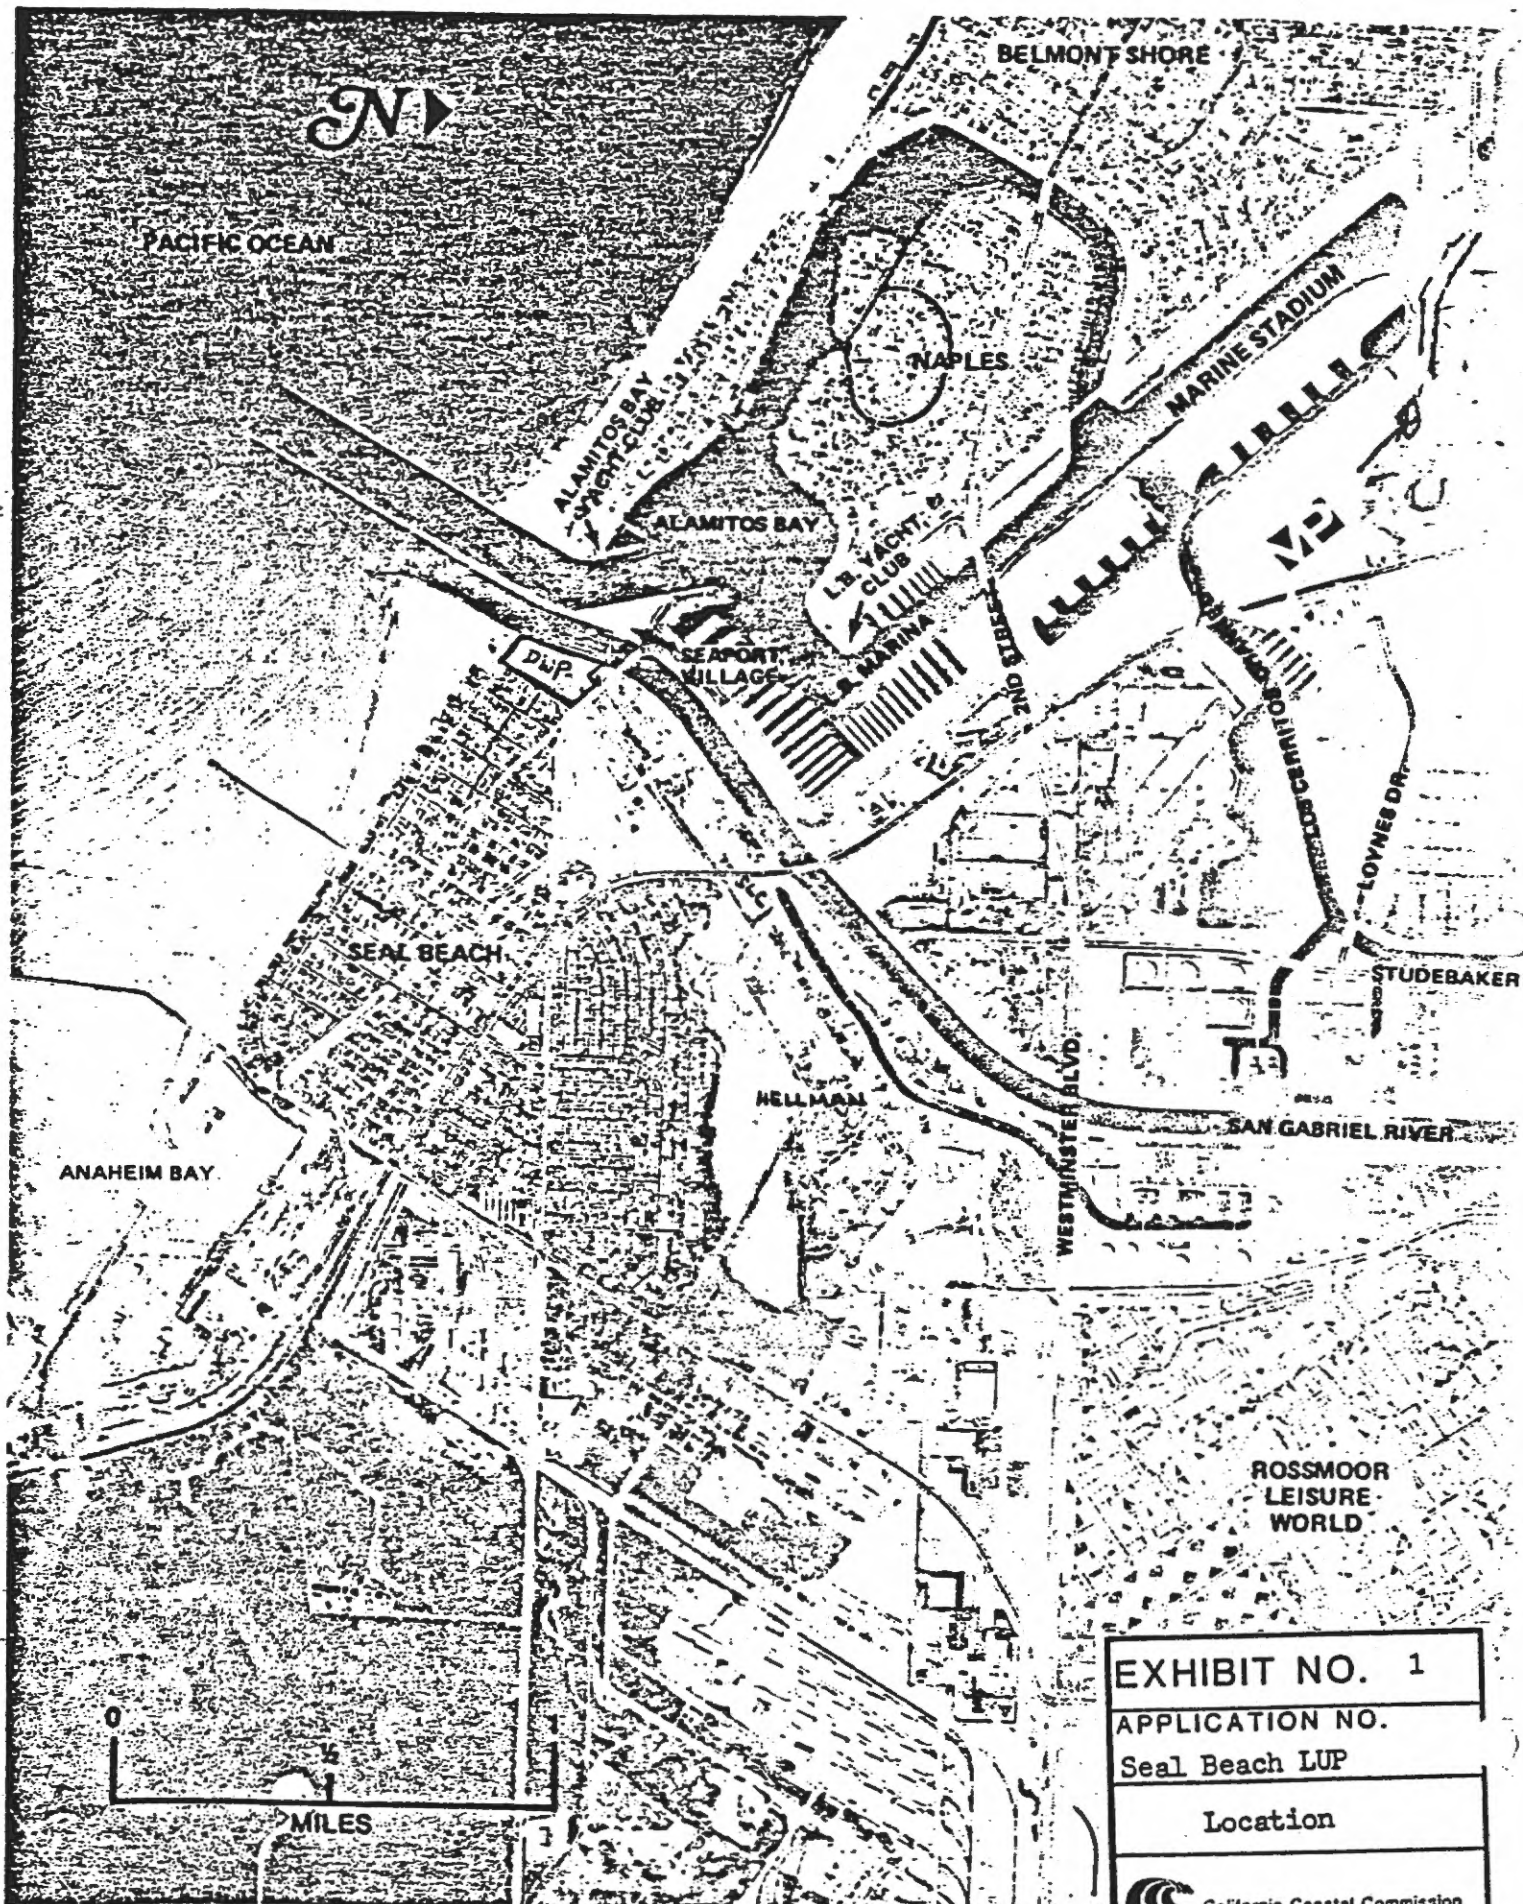 BELMONT SHORE
N
PACIFIC OCEAN
NAPLES
MARINE STADIUM
ALAMITOS BAY
YACHT CLUB
ALAMITOS BAY
L.B. YACHT
CLUB
DWP
SEAPORT
VILLAGE
MARINA
2ND STREET
LOS CERRITOS CHANNEL
LOYNES DR.
SEAL BEACH
STUDEBAKER
HELLMAN
WESTMINSTER BLVD.
SAN GABRIEL RIVER
ANAHEIM BAY
ROSSMOOR
LEISURE
WORLD
0
½
MILES
EXHIBIT NO. 1
APPLICATION NO.
Seal Beach LUP
Location
California Coastal Commission